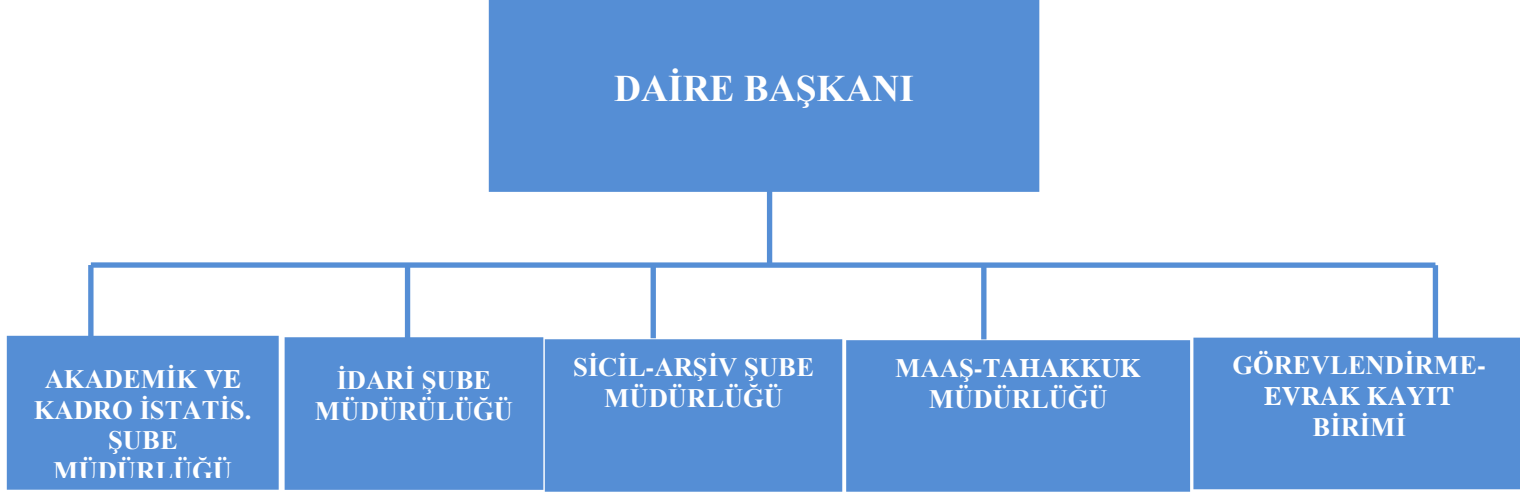 DAİRE BAŞKANI
AKADEMİK VE
KADRO İSTATİS.
ŞUBE
MÜDÜRLÜĞÜ
İDARİ ŞUBE
MÜDÜRÜLÜĞÜ
SİCİL-ARŞİV ŞUBE
MÜDÜRLÜĞÜ
MAAŞ-TAHAKKUK
MÜDÜRLÜĞÜ
GÖREVLENDİRME-
EVRAK KAYIT
BİRİMİ